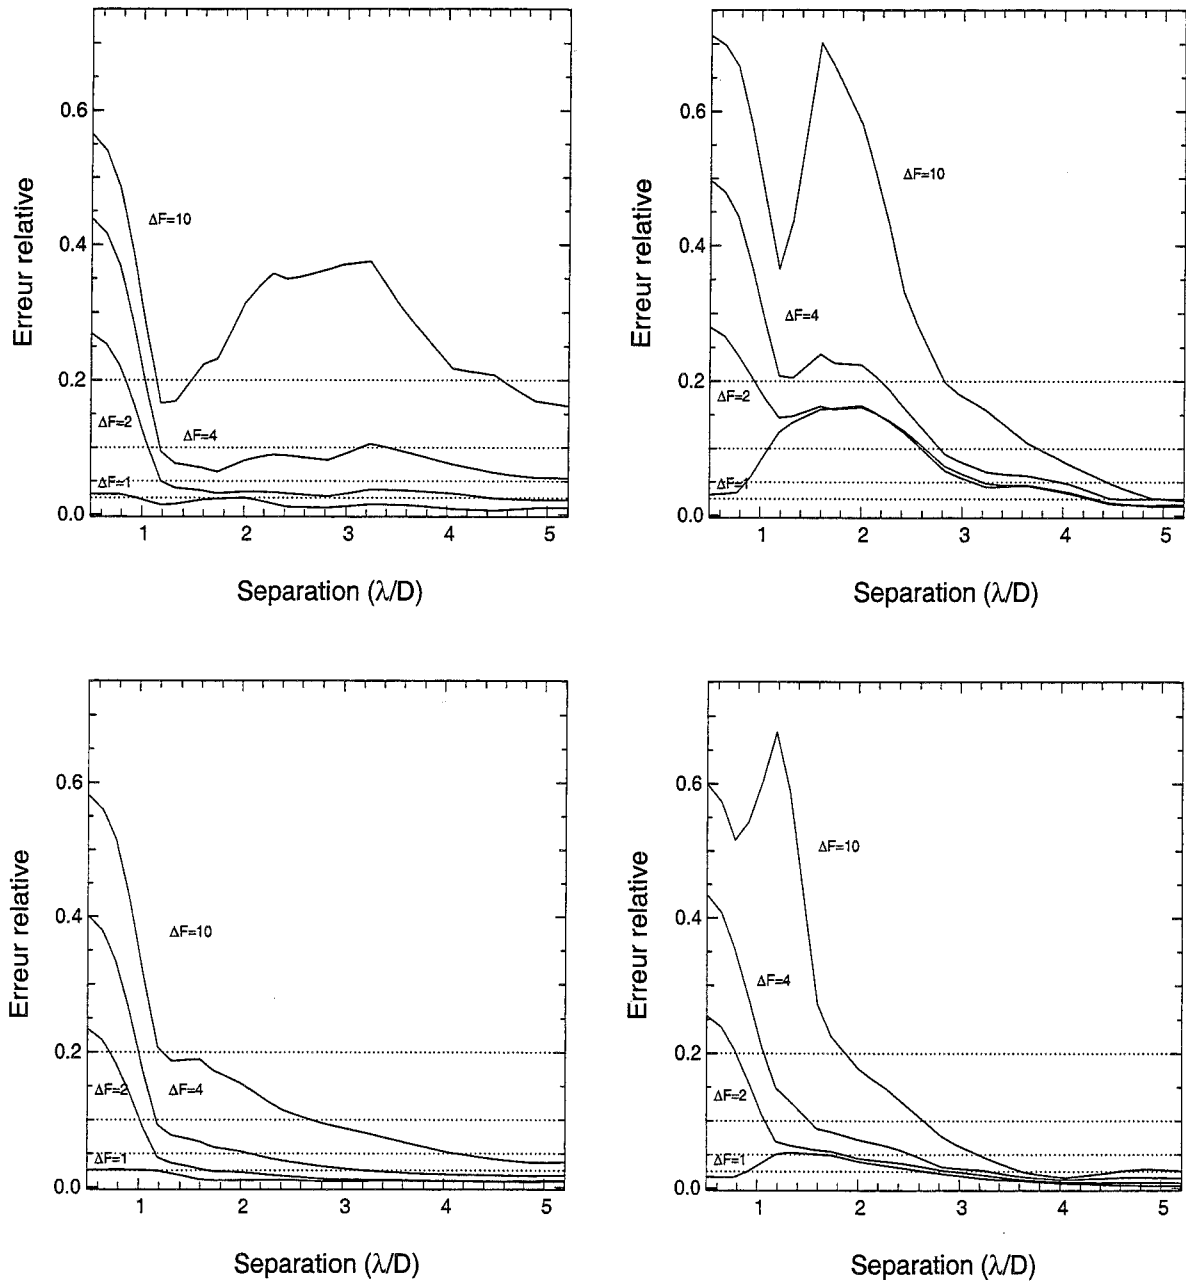 0.6
0.4
0.2
0.0
Erreur relative
ΔF=10
ΔF=2
ΔF=4
ΔF=1
1 2 3 4 5
Separation (λ/D)
0.6
0.4
0.2
0.0
Erreur relative
ΔF=10
ΔF=4
ΔF=2
ΔF=1
1 2 3 4 5
Separation (λ/D)
0.6
0.4
0.2
0.0
Erreur relative
ΔF=10
ΔF=2 ΔF=4
ΔF=1
1 2 3 4 5
Separation (λ/D)
0.6
0.4
0.2
0.0
Erreur relative
ΔF=10
ΔF=4
ΔF=2
ΔF=1
1 2 3 4 5
Separation (λ/D)